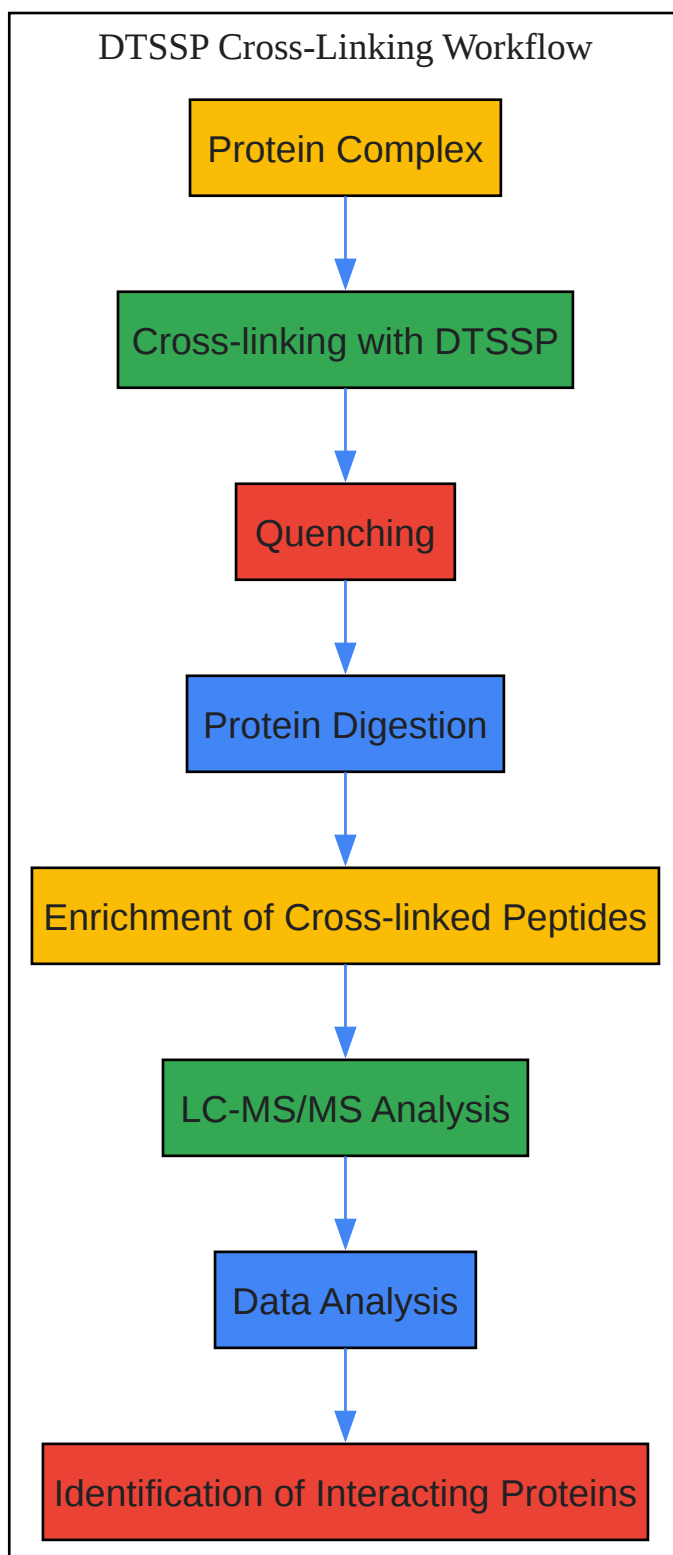 DTSSP Cross-Linking Workflow
Protein Complex
Cross-linking with DTSSP
Quenching
Protein Digestion
Enrichment of Cross-linked Peptides
LC-MS/MS Analysis
Data Analysis
Identification of Interacting Proteins